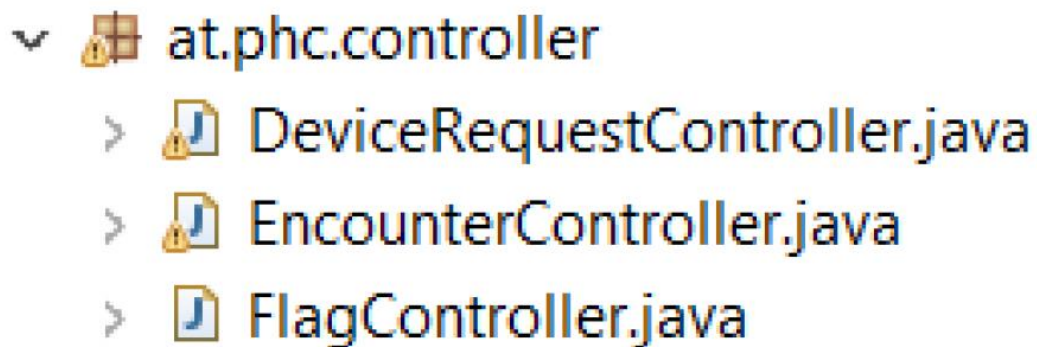 at.phc.controller
DeviceRequestController.java
EncounterController.java
FlagController.java